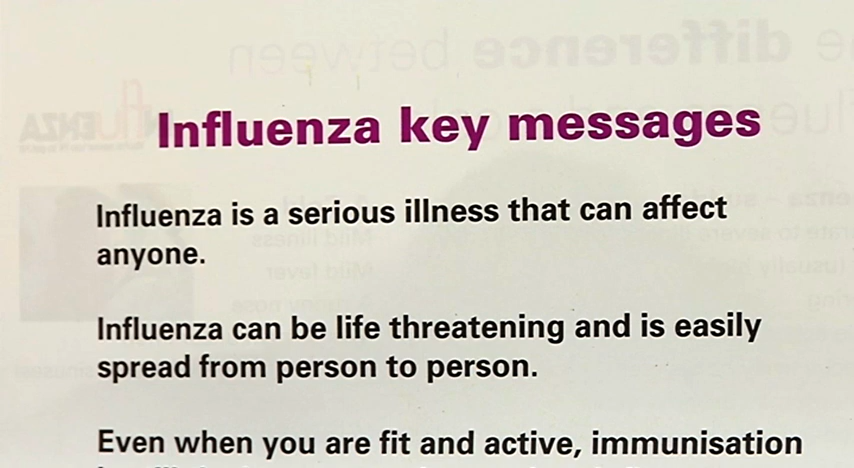 Influenza key messages
Influenza is a serious illness that can affect
anyone.
Influenza can be life threatening and is easily
spread from person to person.
Even when you are fit and active, immunisation